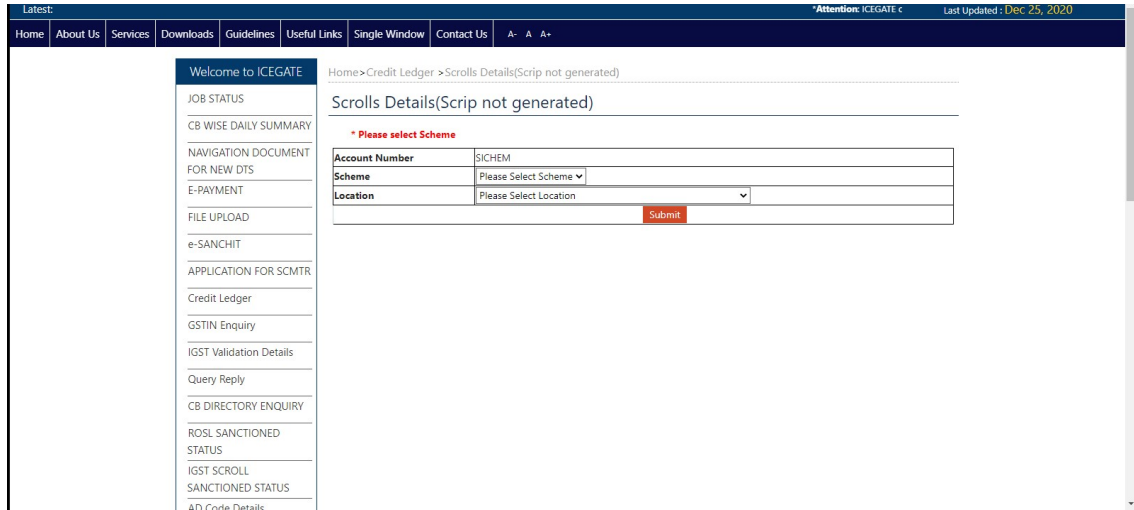 Latest:
*Attention: ICEGATE c
Last Updated : Dec 25, 2020
Home About Us Services Downloads Guidelines Useful Links Single Window Contact Us A- A A+
Welcome to ICEGATE
JOB STATUS
CB WISE DAILY SUMMARY
NAVIGATION DOCUMENT
FOR NEW DTS
E-PAYMENT
FILE UPLOAD
e-SANCHIT
APPLICATION FOR SCMTR
Credit Ledger
GSTIN Enquiry
IGST Validation Details
Query Reply
CB DIRECTORY ENQUIRY
ROSL SANCTIONED
STATUS
IGST SCROLL
SANCTIONED STATUS
AD Code Details
Home>Credit Ledger >Scrolls Details(Scrip not generated)
Scrolls Details(Scrip not generated)
* Please select Scheme
Account Number SICHEM
Scheme Please Select Scheme
Location Please Select Location
Submit